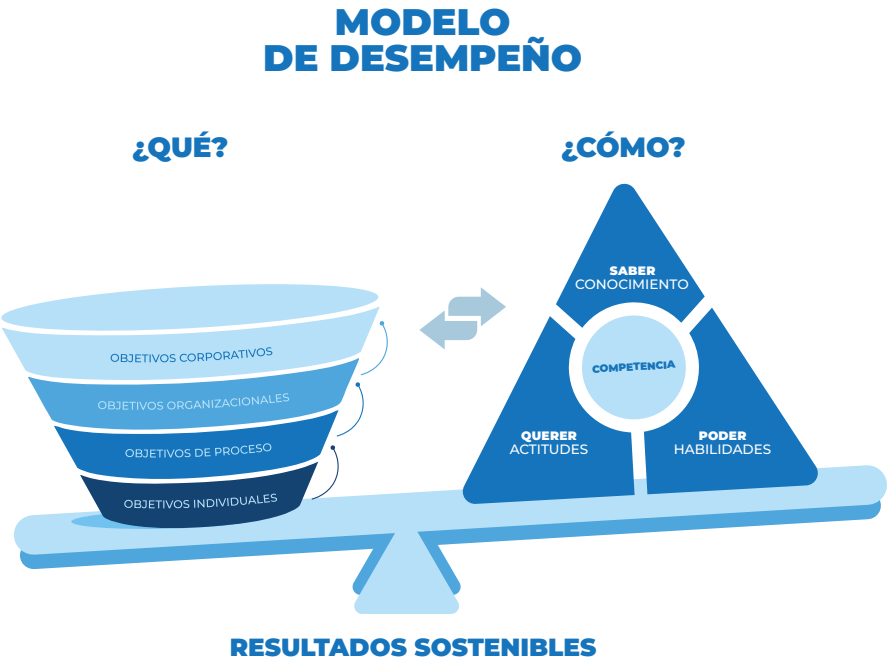 MODELO
DE DESEMPEÑO
¿QUÉ?
¿CÓMO?
OBJETIVOS CORPORATIVOS
OBJETIVOS ORGANIZACIONALES
OBJETIVOS DE PROCESO
OBJETIVOS INDIVIDUALES
SABER
CONOCIMIENTO
COMPETENCIA
QUERER
ACTITUDES
PODER
HABILIDADES
RESULTADOS SOSTENIBLES